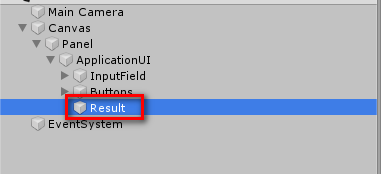 Main Camera
Canvas
Panel
ApplicationUI
InputField
Buttons
Result
EventSystem